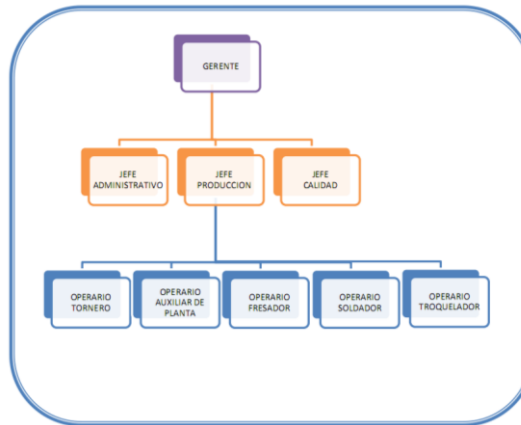 GERENTE
JEFE
ADMINISTRATIVO
JEFE
PRODUCCION
JEFE
CALIDAD
OPERARIO
TORNERO
OPERARIO
AUXILIAR DE
PLANTA
OPERARIO
FRESADOR
OPERARIO
SOLDADOR
OPERARIO
TROQUELADOR